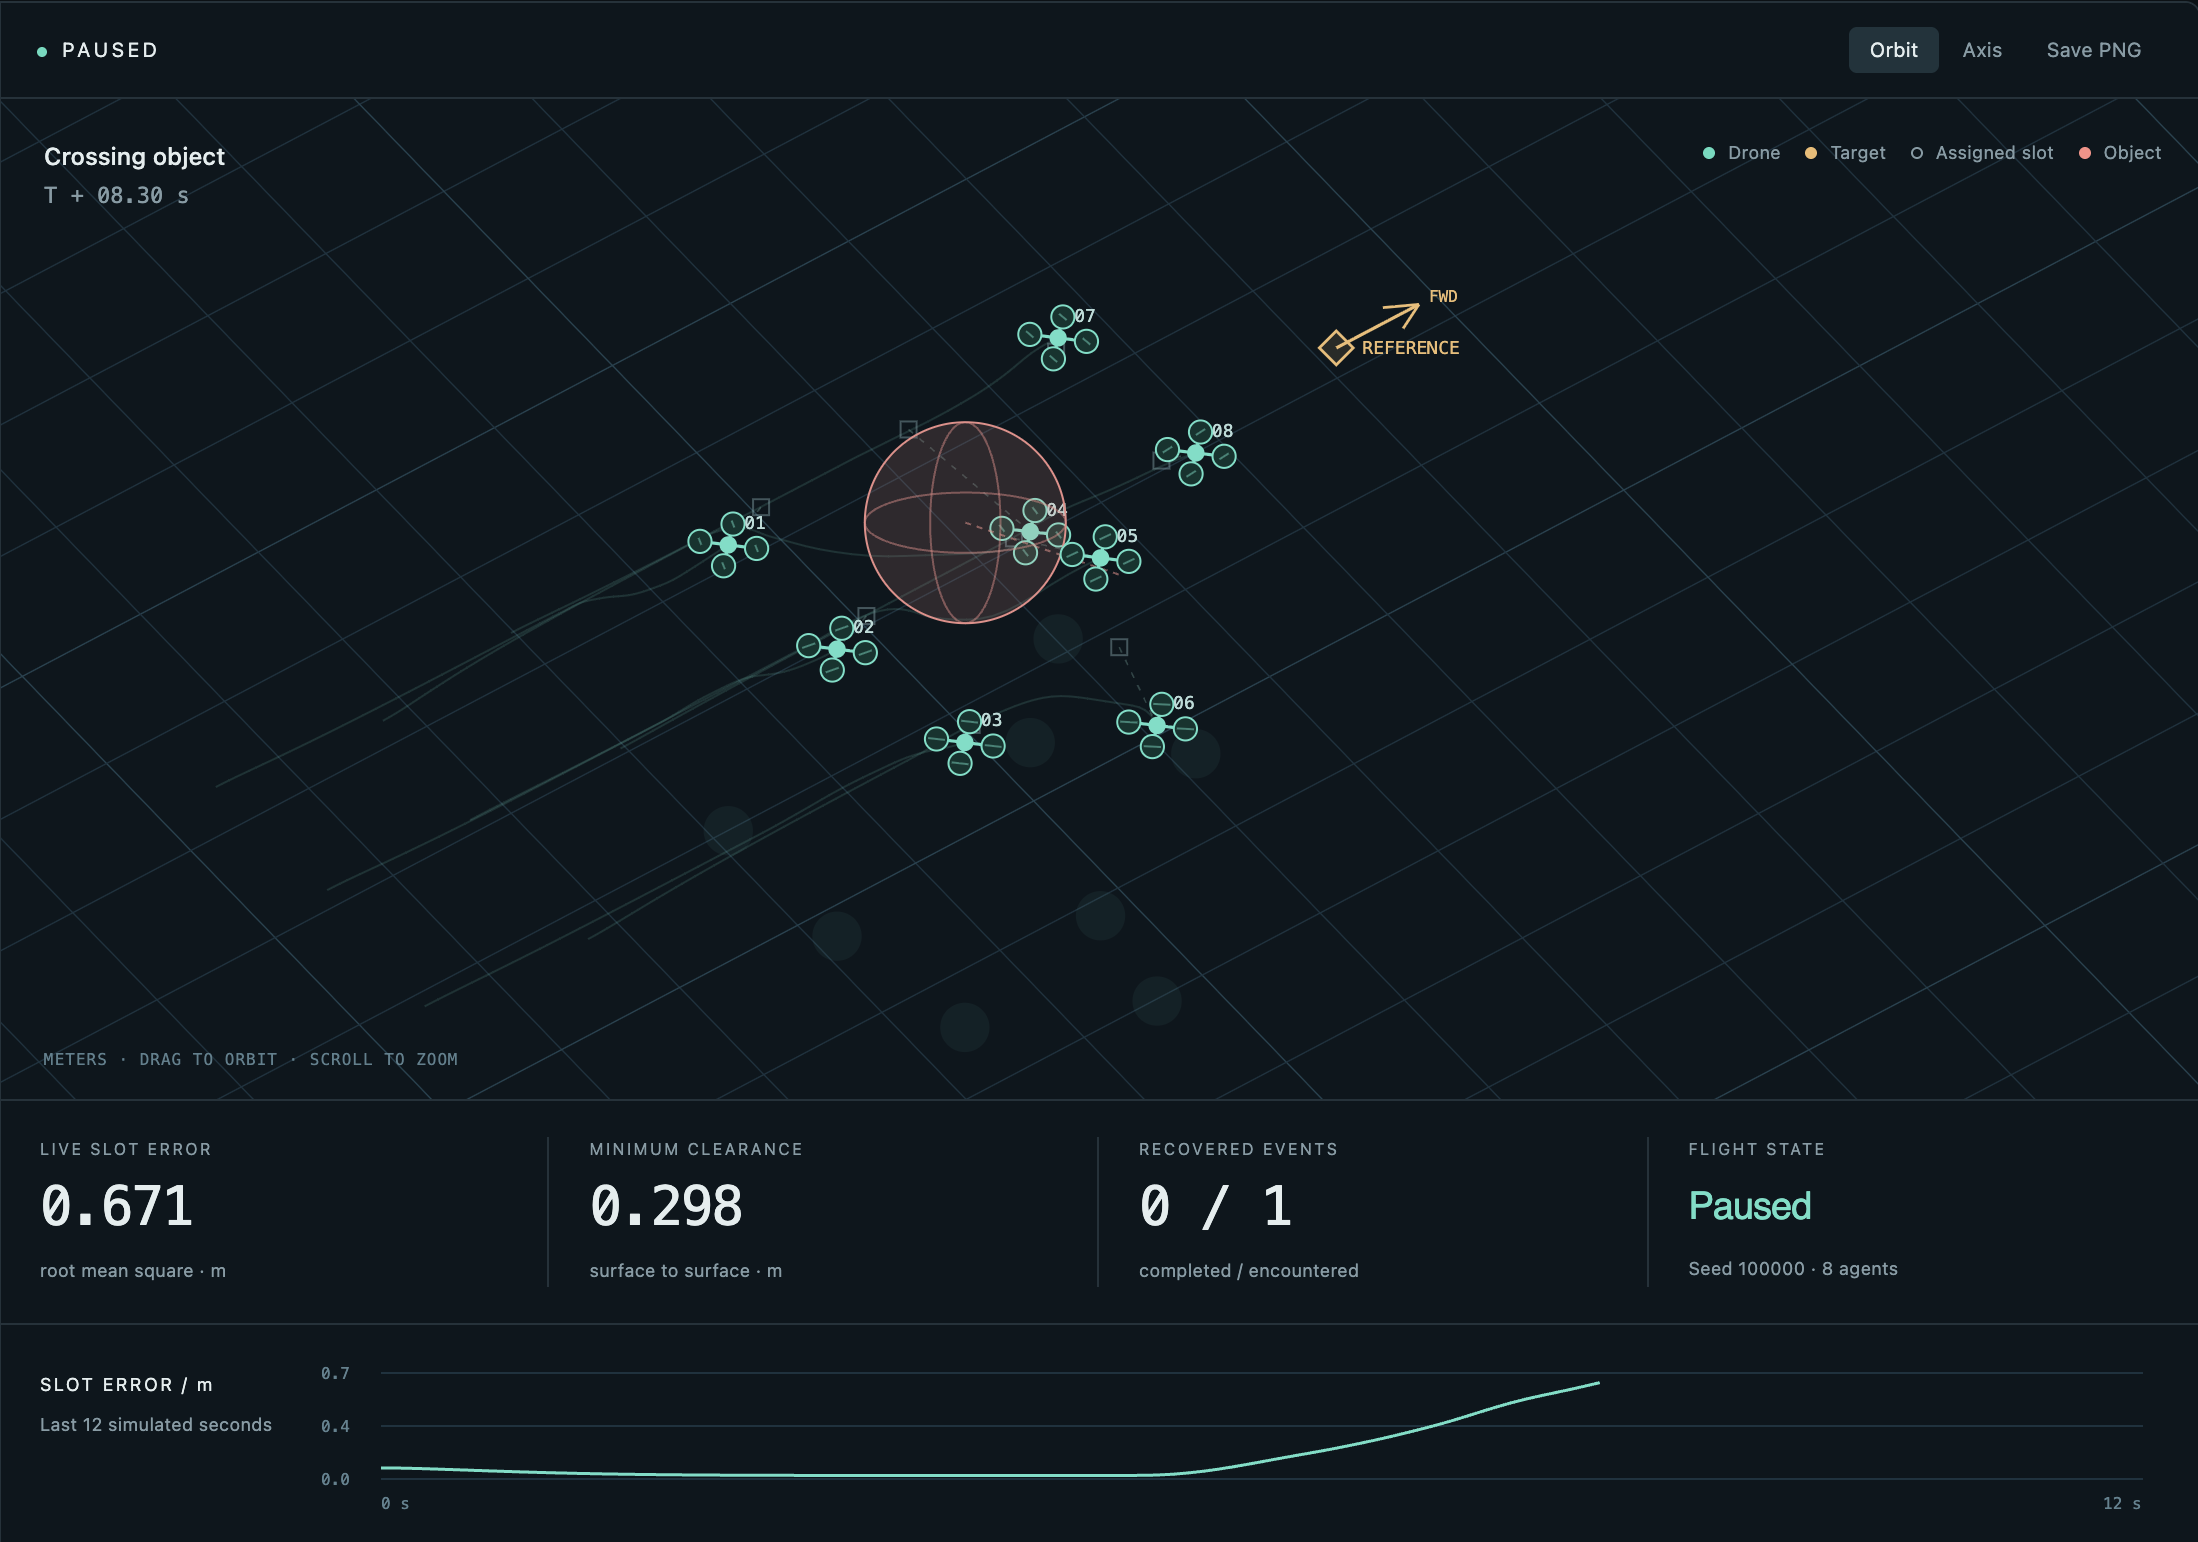 PAUSED
Orbit Axis Save PNG
Crossing object
T + 08.30 s
Drone Target Assigned slot Object
FWD
REFERENCE
07
08
04
01
05
02
06
03
METERS · DRAG TO ORBIT · SCROLL TO ZOOM
LIVE SLOT ERROR
0.671
root mean square · m
MINIMUM CLEARANCE
0.298
surface to surface · m
RECOVERED EVENTS
0 / 1
completed / encountered
FLIGHT STATE
Paused
Seed 100000 · 8 agents
SLOT ERROR / m
Last 12 simulated seconds
0.7
0.4
0.0
0 s
12 s